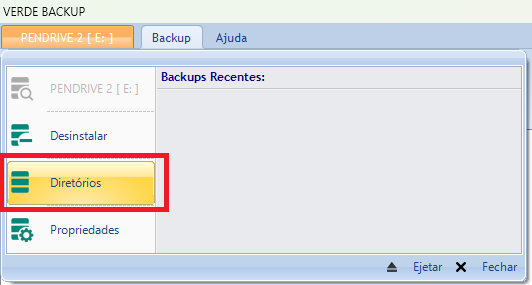 VERDE BACKUP
PENDRIVE 2 [ E: ] Backup Ajuda
PENDRIVE 2 [ E: ]
Desinstalar
Diretórios
Propriedades
Backups Recentes:
Ejetar Fechar